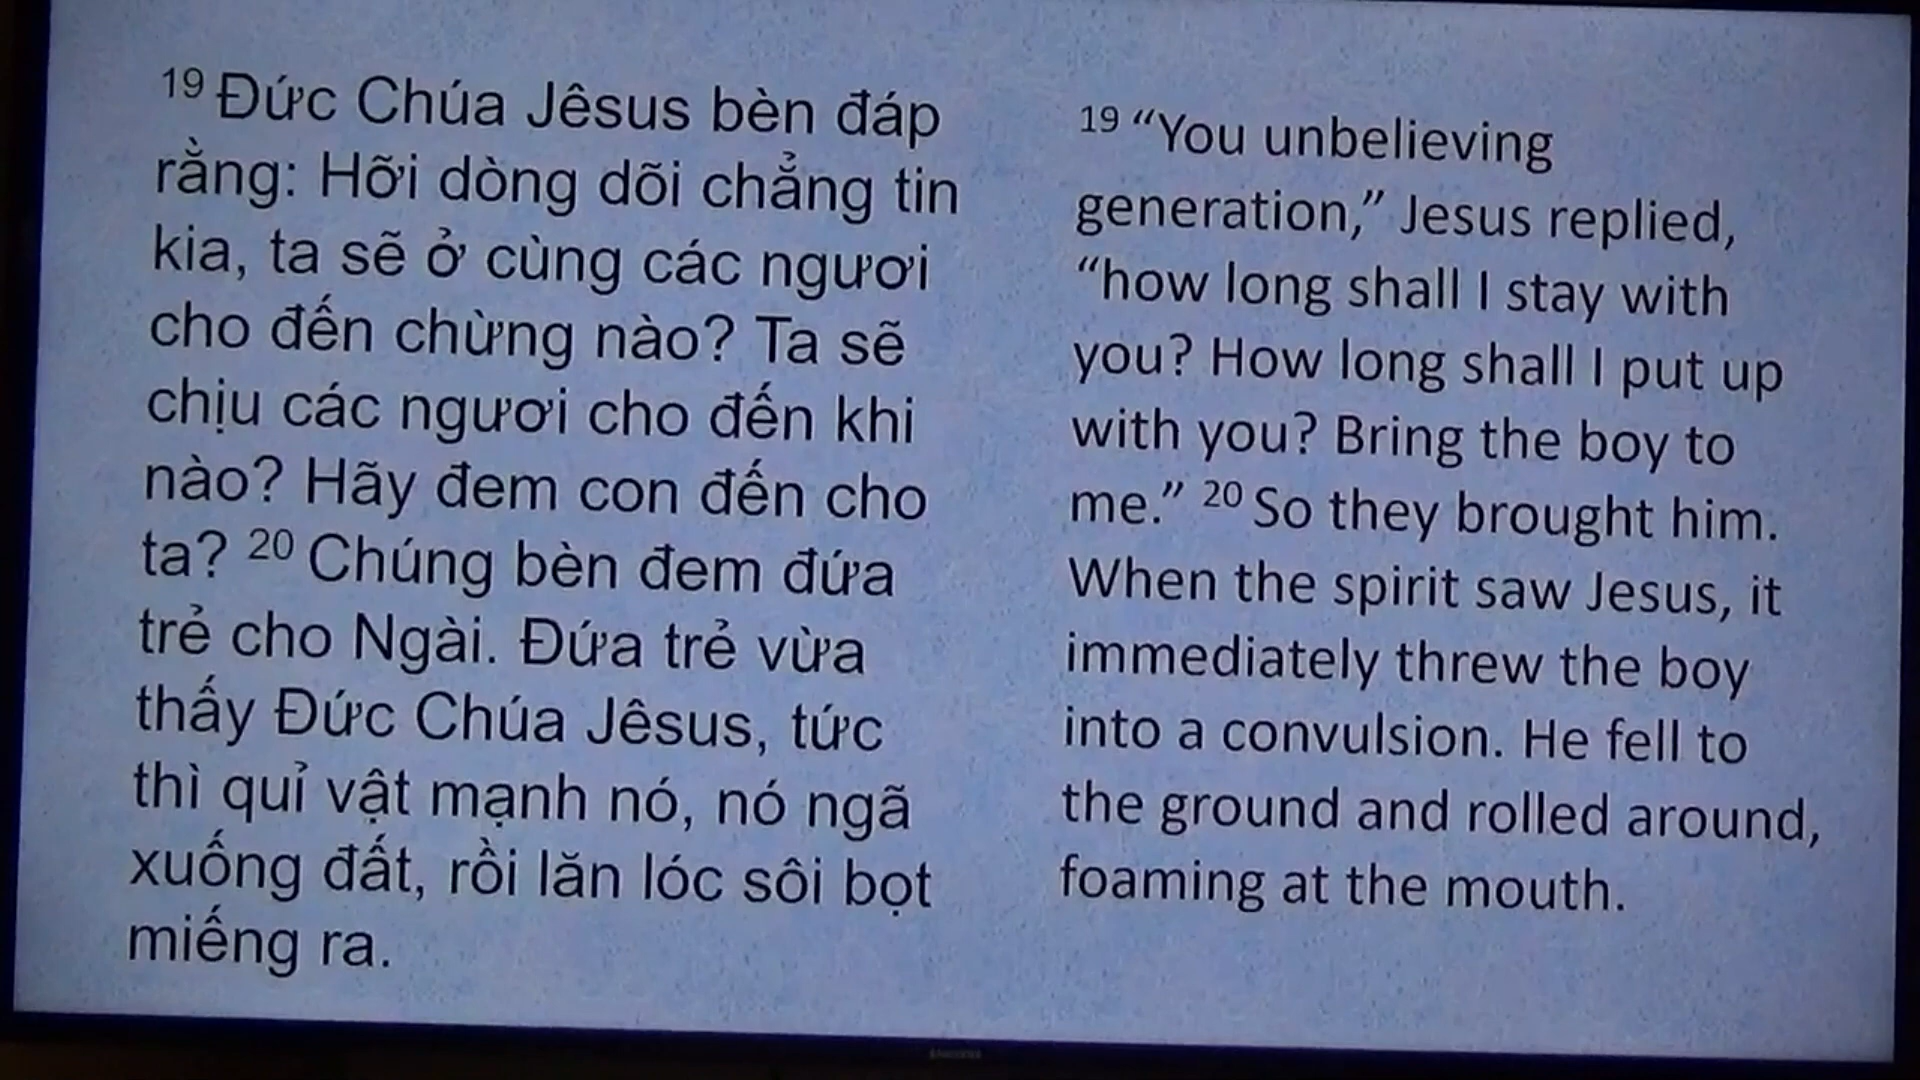 19 Đức Chúa Jêsus bèn đáp
rằng: Hỡi dòng dõi chẳng tin
kia, ta sẽ ở cùng các ngươi
cho đến chừng nào? Ta sẽ
chịu các ngươi cho đến khi
nào? Hãy đem con đến cho
ta? 20 Chúng bèn đem đứa
trẻ cho Ngài. Đứa trẻ vừa
thấy Đức Chúa Jêsus, tức
thì quỉ vật mạnh nó, nó ngã
xuống đất, rồi lăn lóc sôi bọt
miếng ra.
19 “You unbelieving
generation,” Jesus replied,
“how long shall I stay with
you? How long shall I put up
with you? Bring the boy to
me.” 20 So they brought him.
When the spirit saw Jesus, it
immediately threw the boy
into a convulsion. He fell to
the ground and rolled around,
foaming at the mouth.